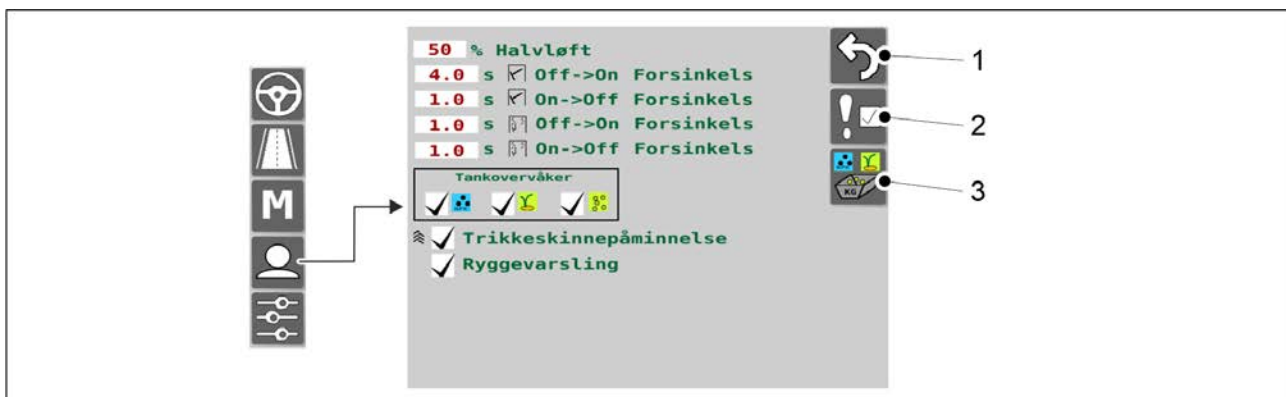 50 % Halvløft
4.0 s Off->On Forsinkels
1.0 s On->Off Forsinkels
1.0 s Off->On Forsinkels
1.0 s On->Off Forsinkels
Tankovervåker
Trikkeskinnepåminnelse
Ryggevarsling
M
KG
1
2
3